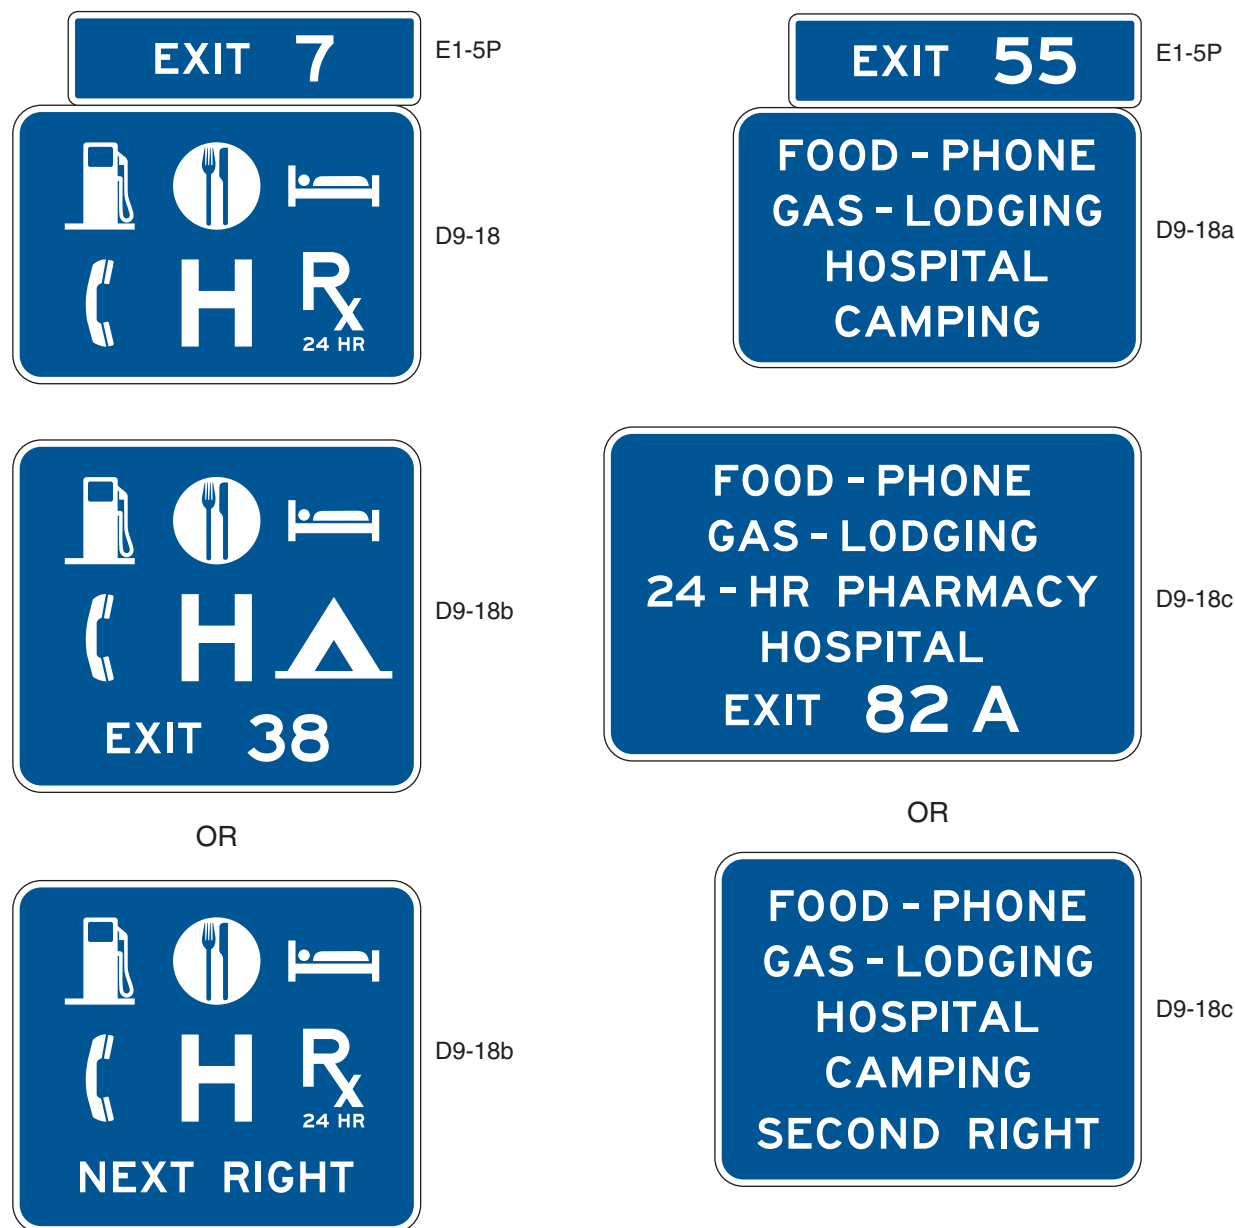 EXIT 7
E1-5P
D9-18
H Rx
24 HR
D9-18b
H
EXIT 38
OR
D9-18b
H Rx
24 HR
NEXT RIGHT
EXIT 55
E1-5P
FOOD - PHONE
GAS - LODGING
HOSPITAL
CAMPING
D9-18a
FOOD - PHONE
GAS - LODGING
24 - HR PHARMACY
HOSPITAL
EXIT 82 A
D9-18c
OR
FOOD - PHONE
GAS - LODGING
HOSPITAL
CAMPING
SECOND RIGHT
D9-18c